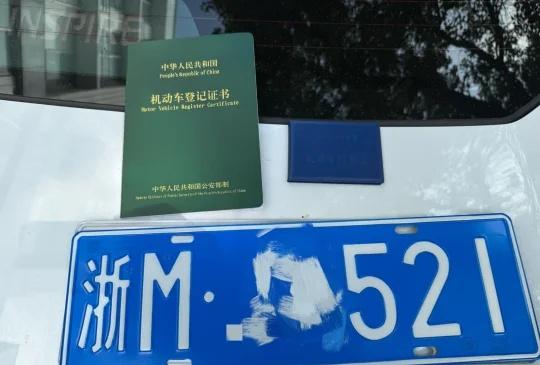 INSPIRE
中华人民共和国
People's Republic of China
机动车登记证书
Motor Vehicle Register Certificate
中华人民共和国公安部制
浙M· 521